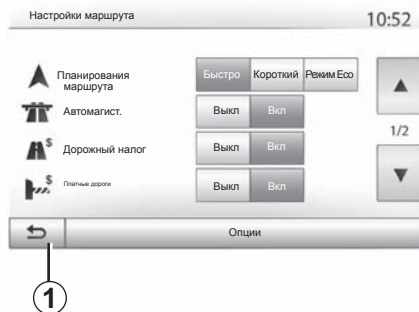 Настройки маршрута 10:52
Планирования маршрута Быстро Короткий Режим Eco
Автомагист. Выкл Вкл
1/2
$ Дорожный налог Выкл Вкл
$ Платные дороги Выкл Вкл
Опции
1